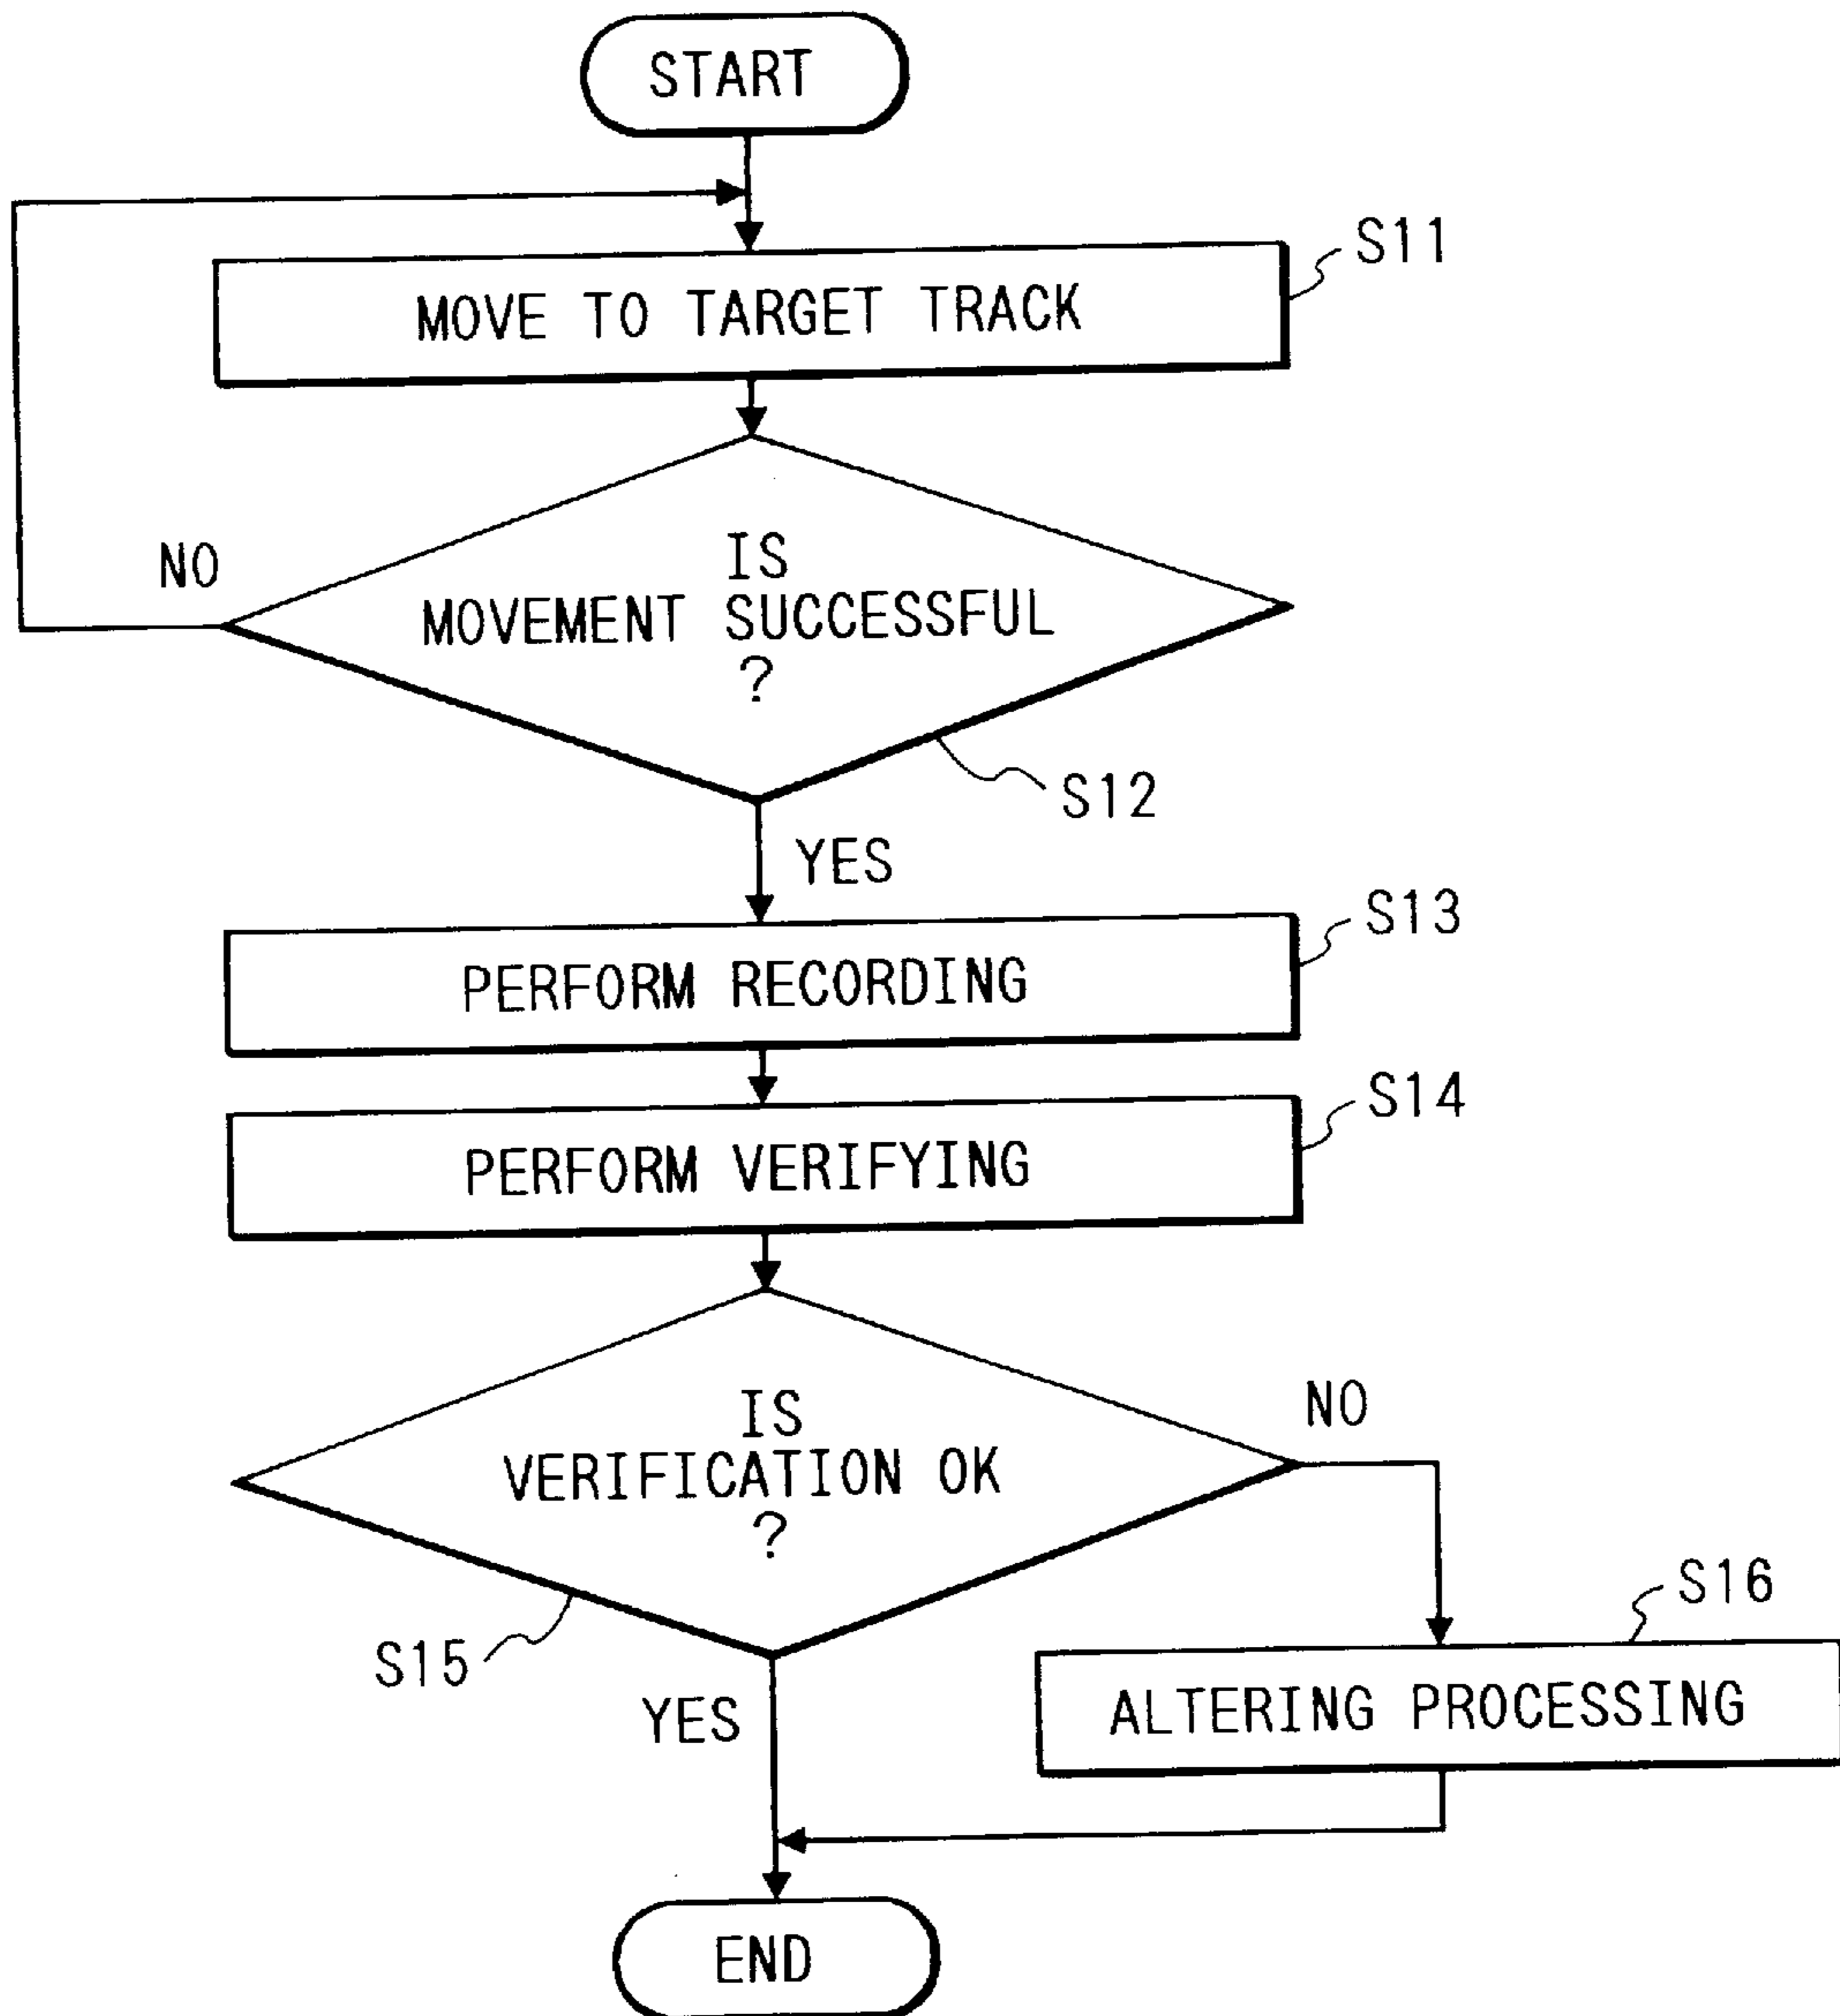 START
S11
MOVE TO TARGET TRACK
NO
IS
MOVEMENT SUCCESSFUL
?
S12
YES
S13
PERFORM RECORDING
S14
PERFORM VERIFYING
IS
VERIFICATION OK
?
NO
S15
S16
YES
ALTERING PROCESSING
END